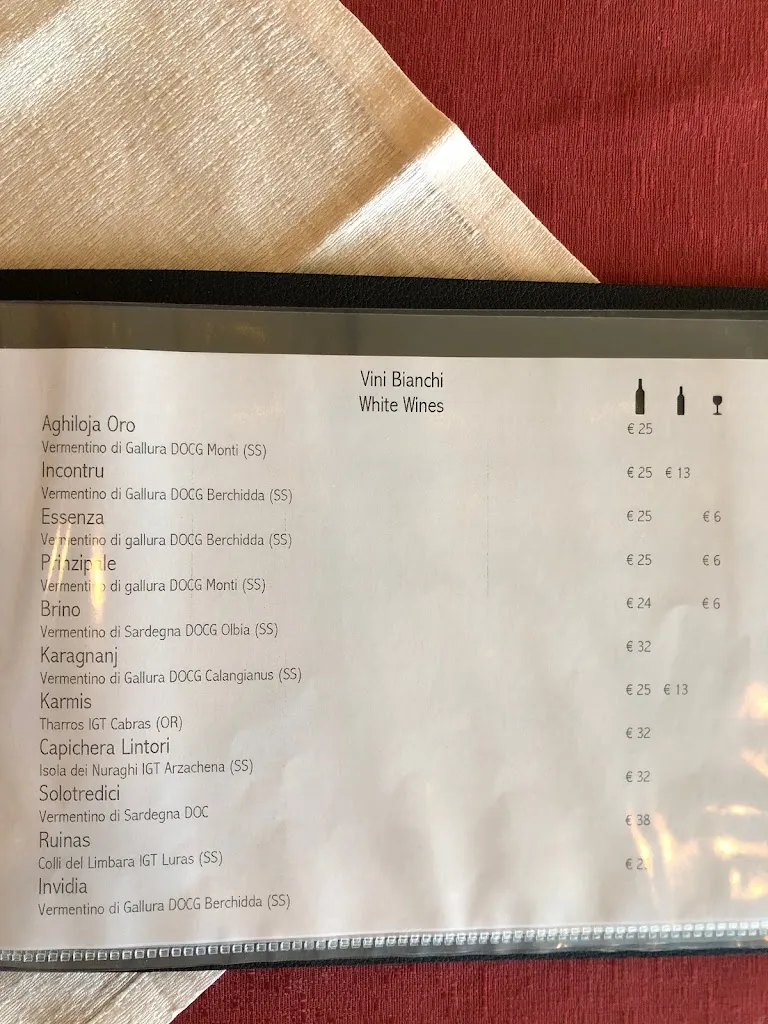 Vini Bianchi
White Wines
Aghiloja Oro € 25
Vermentino di Gallura DOCG Monti (SS)
Incontru € 25 € 13
Vermentino di Gallura DOCG Berchidda (SS)
Essenza € 25 € 6
Vermentino di gallura DOCG Berchidda (SS)
Prinzipale € 25 € 6
Vermentino di gallura DOCG Monti (SS)
Brino € 24 € 6
Vermentino di Sardegna DOCG Olbia (SS)
Karagnanj € 32
Vermentino di Gallura DOCG Calangianus (SS)
Karmis € 25 € 13
Tharros IGT Cabras (OR)
Capichera Lintori € 32
Isola dei Nuraghi IGT Arzachena (SS)
Solotredici € 32
Vermentino di Sardegna DOC
Ruinas € 38
Colli del Limbara IGT Luras (SS)
Invidia €
Vermentino di Gallura DOCG Berchidda (SS)